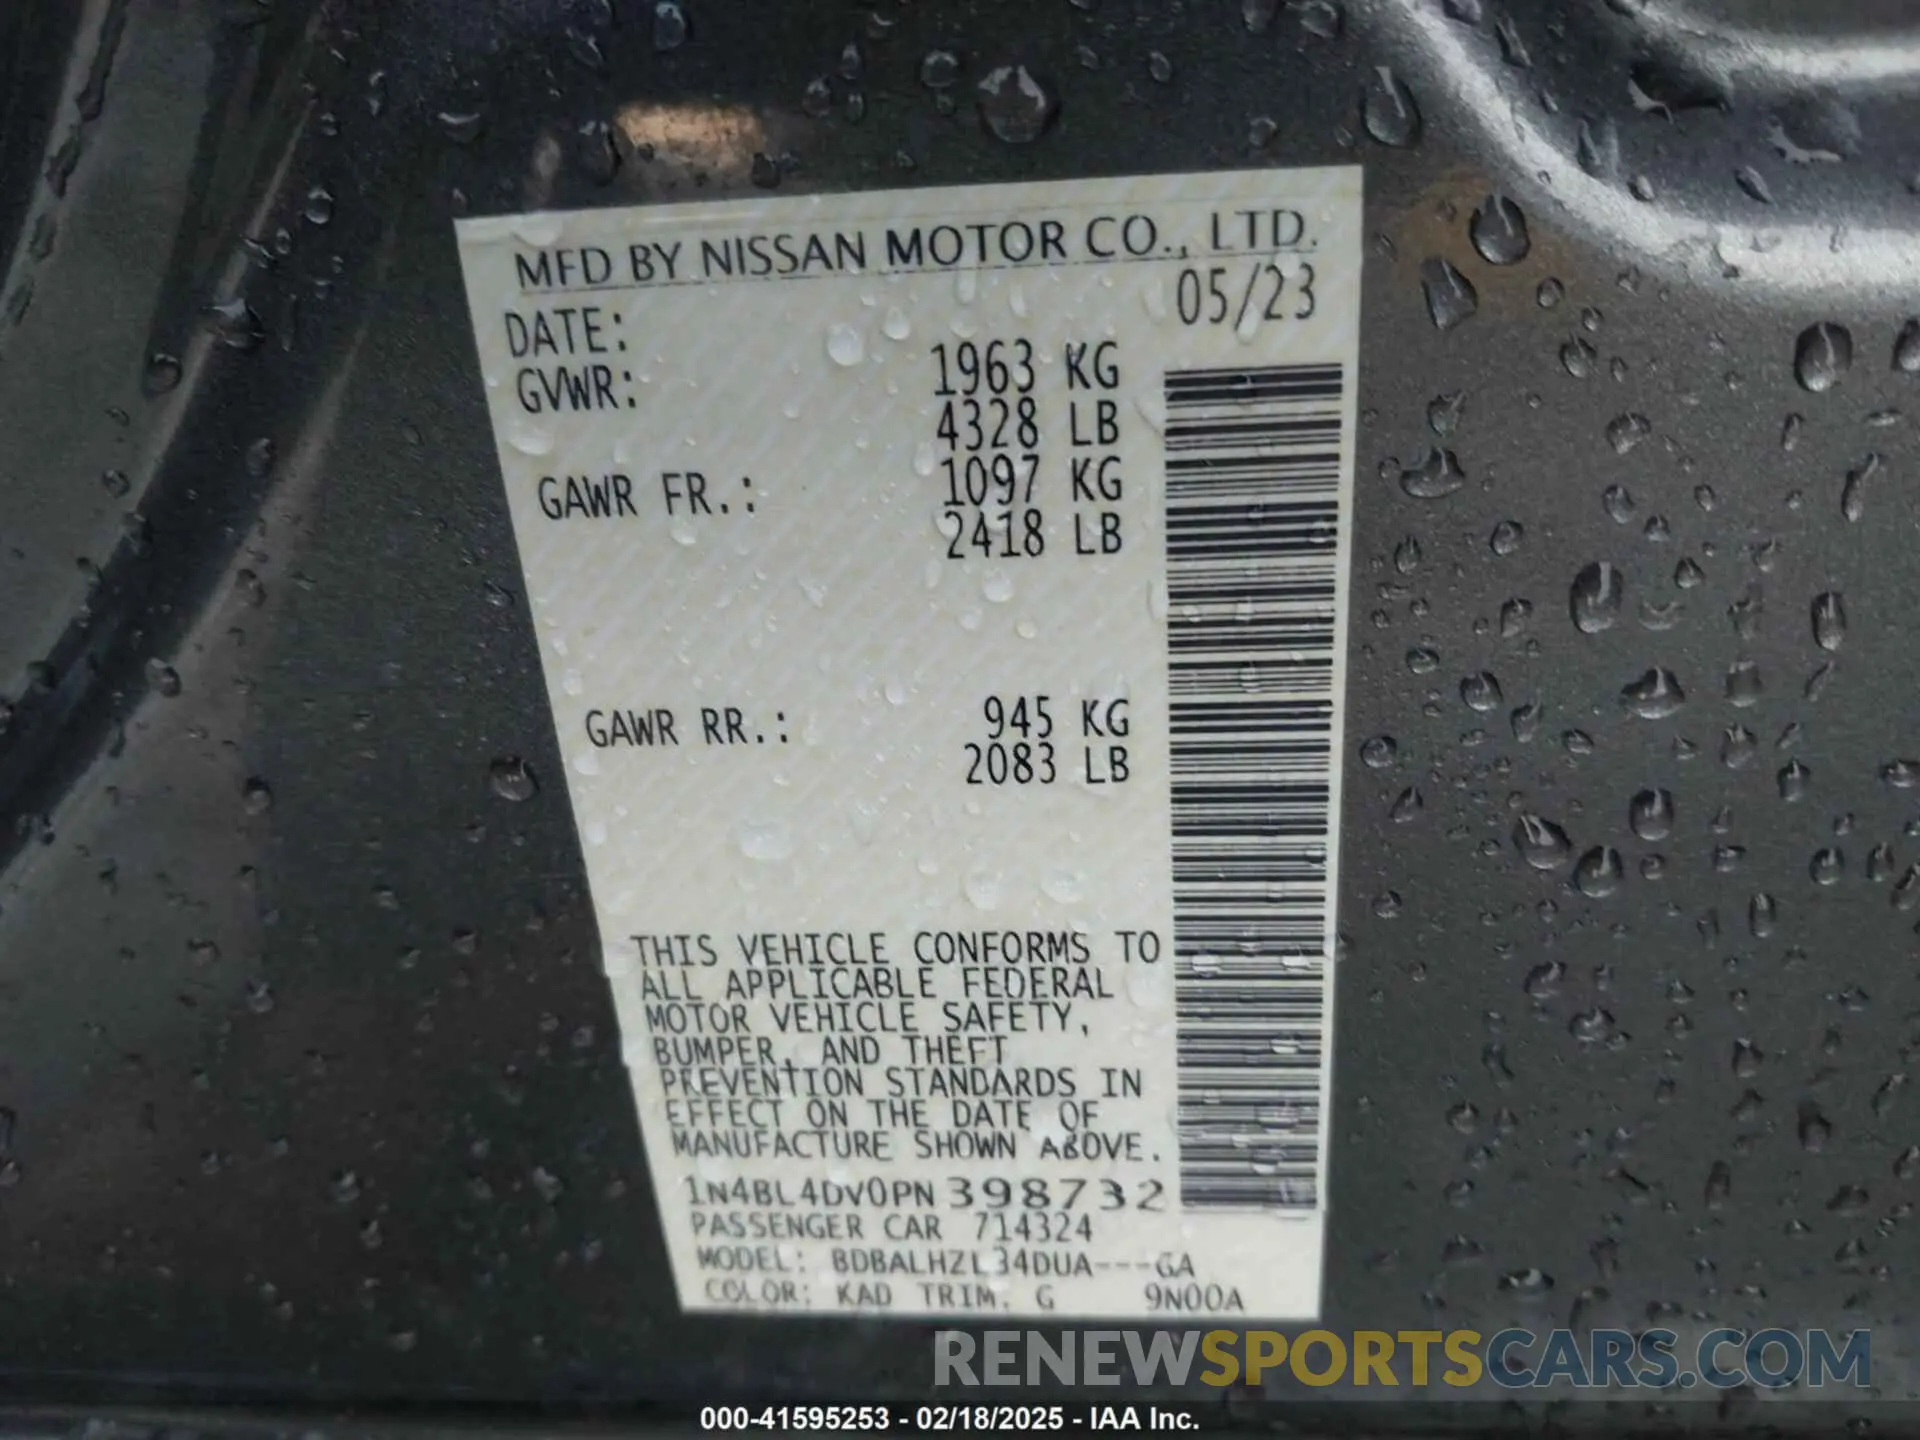 MFD BY NISSAN MOTOR CO., LTD.
DATE: 05/23
GVWR: 1963 KG
4328 LB
GAWR FR.: 1097 KG
2418 LB
GAWR RR.: 945 KG
2083 LB
THIS VEHICLE CONFORMS TO
ALL APPLICABLE FEDERAL
MOTOR VEHICLE SAFETY,
BUMPER, AND THEFT
PREVENTION STANDARDS IN
EFFECT ON THE DATE OF
MANUFACTURE SHOWN ABOVE.
1N4BL4DV0PN398732
PASSENGER CAR 714324
MODEL: BDBALHZL34DUA---GA
COLOR: KAD TRIM: G 9N00A
RENEWSPORTSCARS.COM
000-41595253 - 02/18/2025 - IAA Inc.